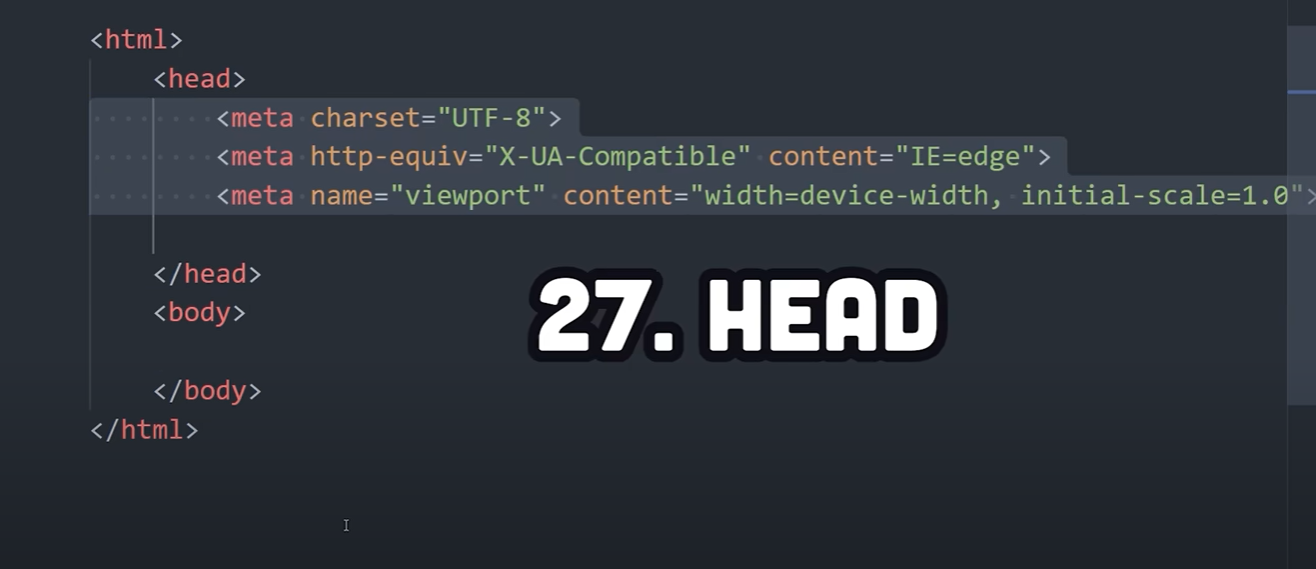 <html>
<head>
<meta charset="UTF-8">
<meta http-equiv="X-UA-Compatible" content="IE=edge">
<meta name="viewport" content="width=device-width, initial-scale=1.0">
</head>
27. HEAD
<body>
</body>
</html>